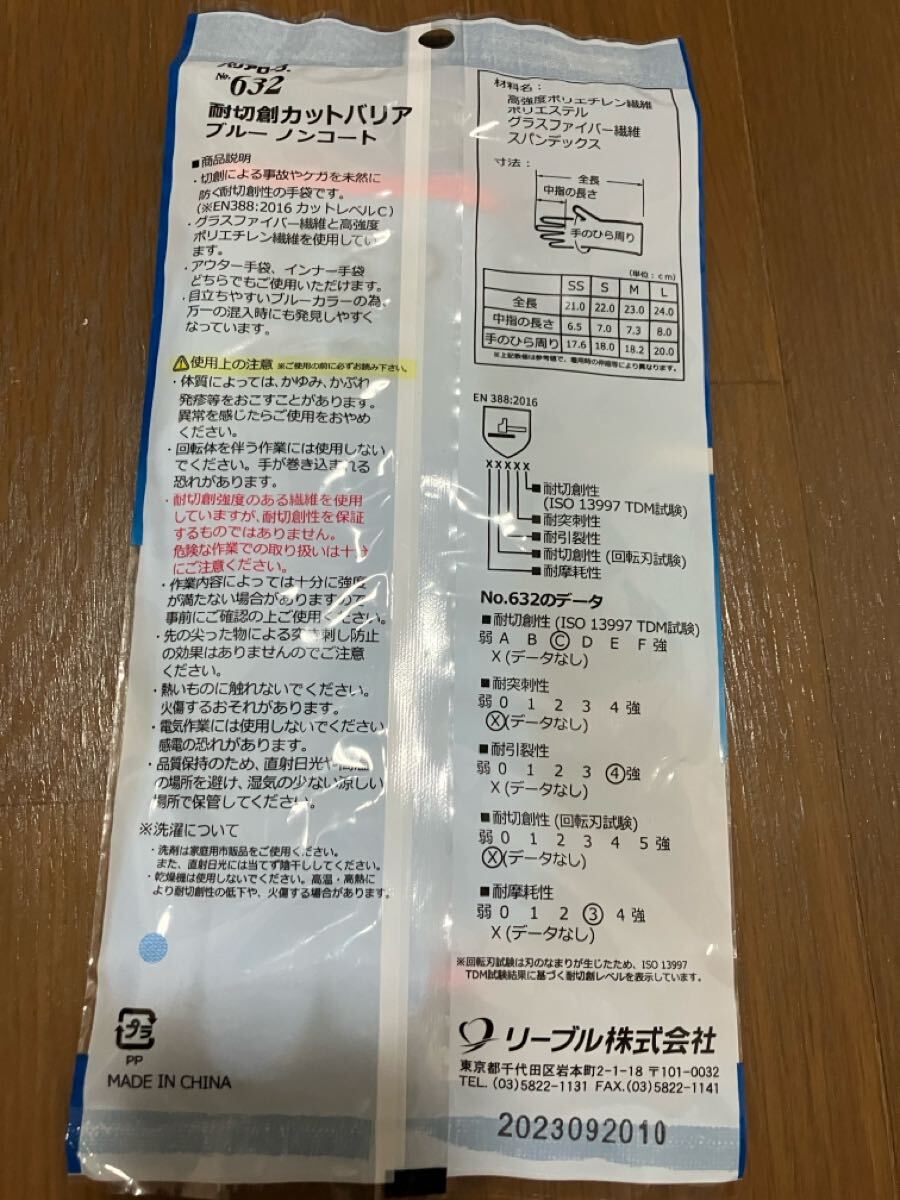 No.632
耐切創カットバリア
ブルー ノンコート
■商品説明
・切創による事故やケガを未然に
防ぐ耐切創性の手袋です。
(※EN388:2016 カットレベルC)
・グラスファイバー繊維と高強度
ポリエチレン繊維を使用してい
ます。
・アウター手袋、インナー手袋
どちらでもご使用いただけます。
・目立ちやすいブルーカラーの為、
万一の混入時にも発見しやすく
なっています。
使用上の注意 ※ご使用の前に必ずお読み下さい。
・体質によっては、かゆみ、かぶれ
発疹等をおこすことがあります。
異常を感じたらご使用をおやめ
ください。
・回転体を伴う作業には使用しない
でください。手が巻き込まれる
恐れがあります。
・耐切創強度のある繊維を使用
していますが、耐切創性を保証
するものではありません。
危険な作業での取り扱いは十分
にご注意ください。
・作業内容によっては十分に強度
が満たない場合がありますので
事前にご確認の上ご使用ください。
・先の尖った物による突き刺し防止
の効果はありませんのでご注意
ください。
・熱いものに触れないでください。
火傷するおそれがあります。
・電気作業には使用しないでください
感電の恐れがあります。
・品質保持のため、直射日光や高温
の場所を避け、湿気の少ない涼しい
場所で保管してください。
※洗濯について
・洗剤は家庭用市販品をご使用ください。
また、直射日光には当てず陰干ししてください。
・乾燥機は使用しないでください。高温・高熱に
より耐切創性の低下や、火傷する場合があります。
プラ
PP
MADE IN CHINA
材料名：
高強度ポリエチレン繊維
ポリエステル
グラスファイバー繊維
スパンデックス
寸法：
全長
中指の長さ
手のひら周り
(単位：cm)
SS S M L
全長 21.0 22.0 23.0 24.0
中指の長さ 6.5 7.0 7.3 8.0
手のひら周り 17.6 18.0 18.2 20.0
※上記数値は参考値で、着用時の伸縮等により異なります。
EN 388:2016
XXXXX
■耐切創性
(ISO 13997 TDM試験)
■耐突刺性
■耐引裂性
■耐切創性 (回転刃試験)
■耐摩耗性
No.632のデータ
■耐切創性 (ISO 13997 TDM試験)
弱 A B Ⓒ D E F 強
X (データなし)
■耐突刺性
弱 0 1 2 3 4 強
Ⓧ(データなし)
■耐引裂性
弱 0 1 2 3 ④強
X (データなし)
■耐切創性 (回転刃試験)
弱 0 1 2 3 4 5 強
Ⓧ(データなし)
■耐摩耗性
弱 0 1 2 ③ 4 強
X (データなし)
※回転刃試験は刃のなまりが生じたため、ISO 13997
TDM試験結果に基づく耐切創レベルを表示しています。
リーブル株式会社
東京都千代田区岩本町2-1-18 〒101-0032
TEL. (03)5822-1131 FAX.(03)5822-1141
2023092010